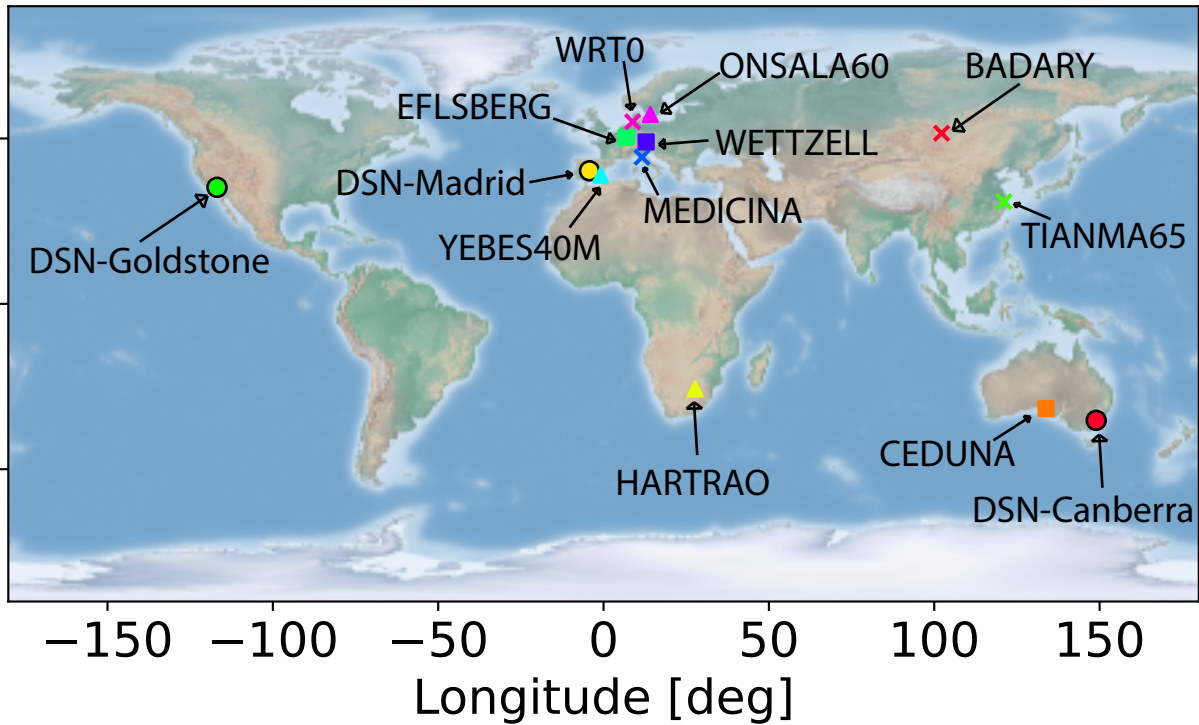 WRT0
ONSALA60
BADARY
EFLSBERG
WETTZELL
DSN-Madrid
MEDICINA
YEBES40M
TIANMA65
DSN-Goldstone
CEDUNA
HARTRAO
DSN-Canberra
−150 −100 −50 0 50 100 150
Longitude [deg]